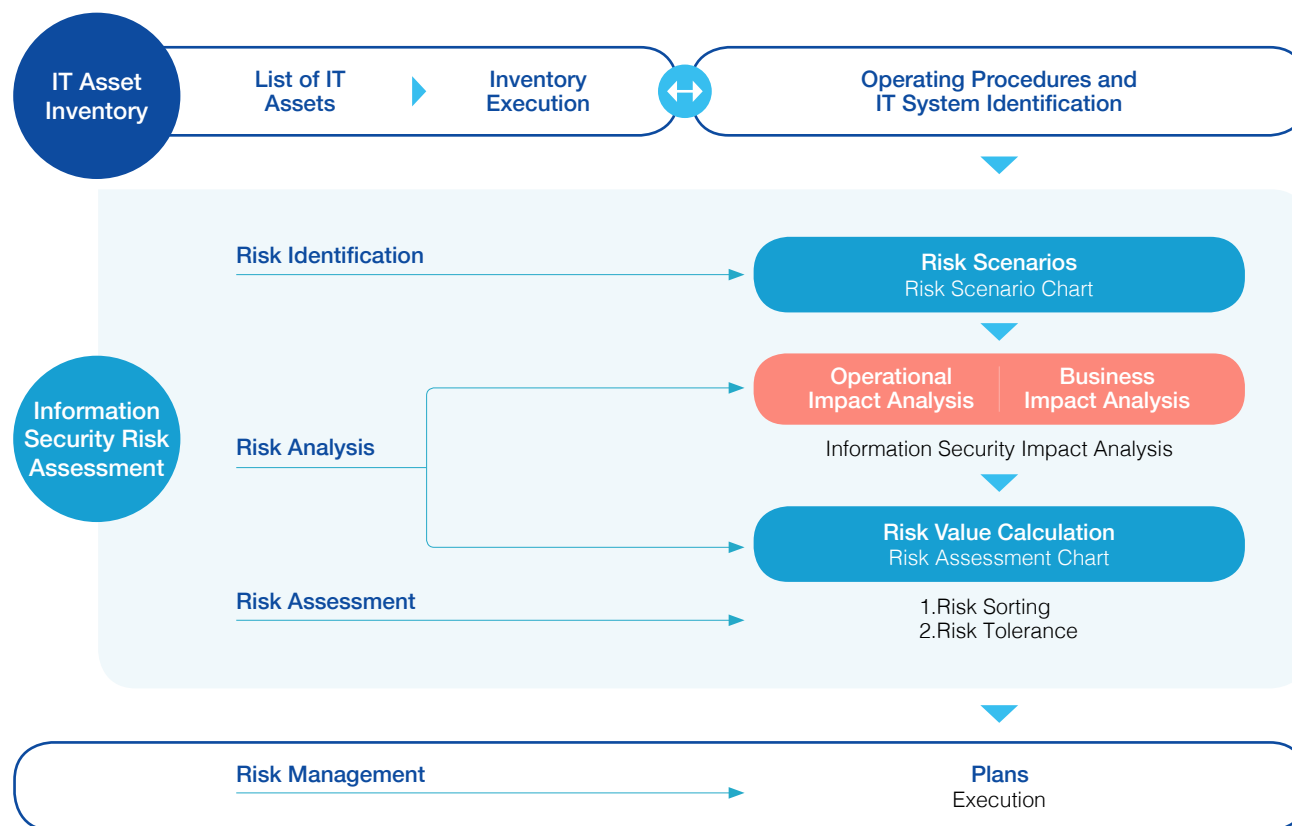 IT Asset
Inventory
List of IT
Assets
Inventory
Execution
Operating Procedures and
IT System Identification
Risk Identification
Risk Scenarios
Risk Scenario Chart
Information
Security Risk
Assessment
Risk Analysis
Operational
Impact Analysis
Business
Impact Analysis
Information Security Impact Analysis
Risk Value Calculation
Risk Assessment Chart
Risk Assessment
1.Risk Sorting
2.Risk Tolerance
Risk Management
Plans
Execution